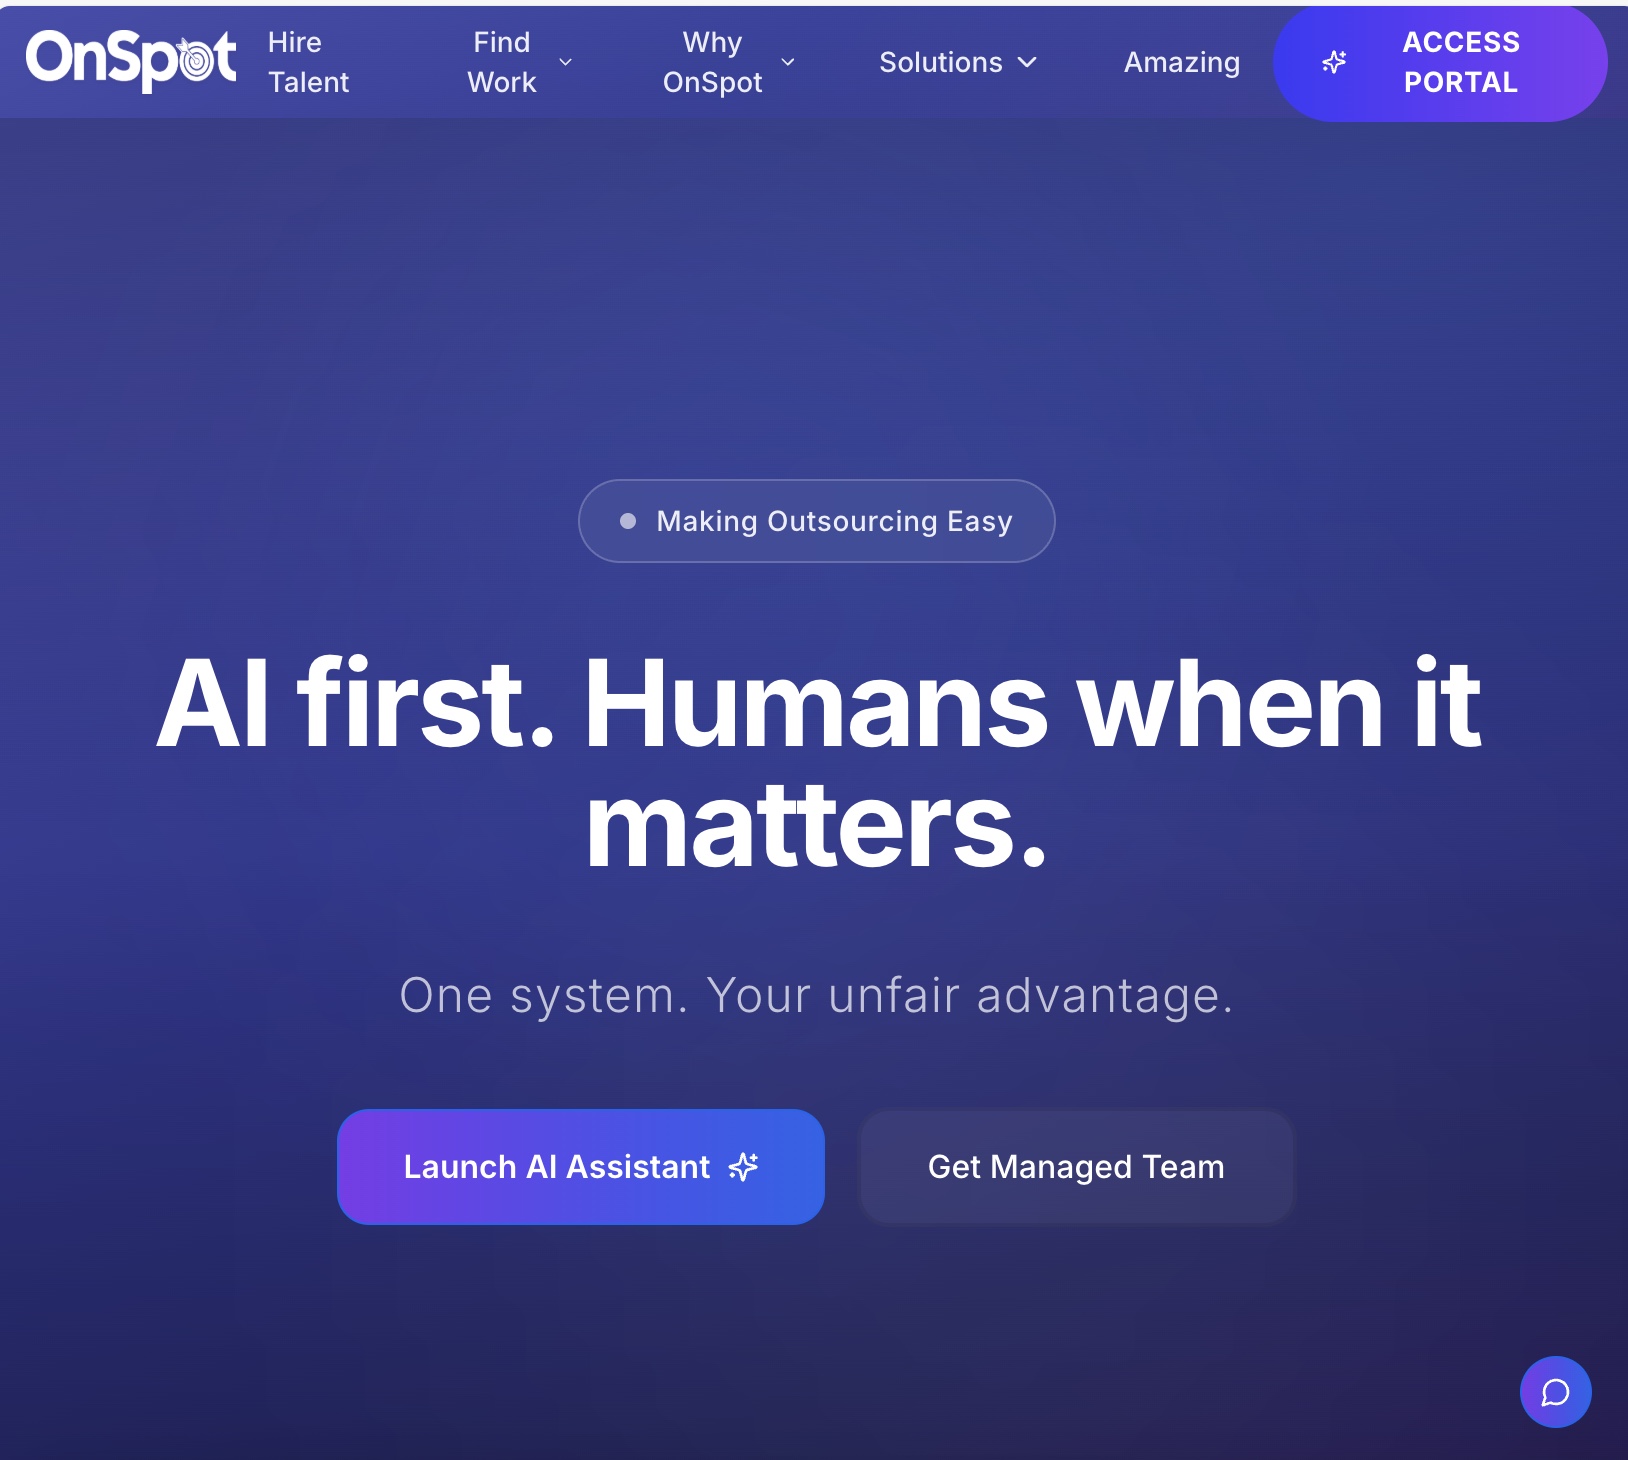 OnSpot
Hire
Talent
Find
Work
Why
OnSpot
Solutions
Amazing
ACCESS
PORTAL
Making Outsourcing Easy
AI first. Humans when it
matters.
One system. Your unfair advantage.
Launch AI Assistant
Get Managed Team